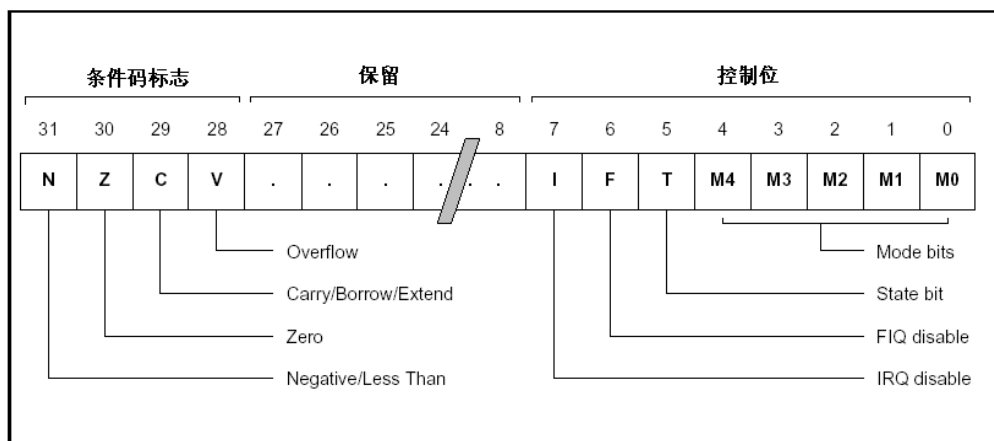 条件码标志 保留 控制位
31 30 29 28 27 26 25 24 8 7 6 5 4 3 2 1 0
N Z C V . . . . . I F T M4 M3 M2 M1 M0
Overflow Mode bits
Carry/Borrow/Extend State bit
Zero FIQ disable
Negative/Less Than IRQ disable